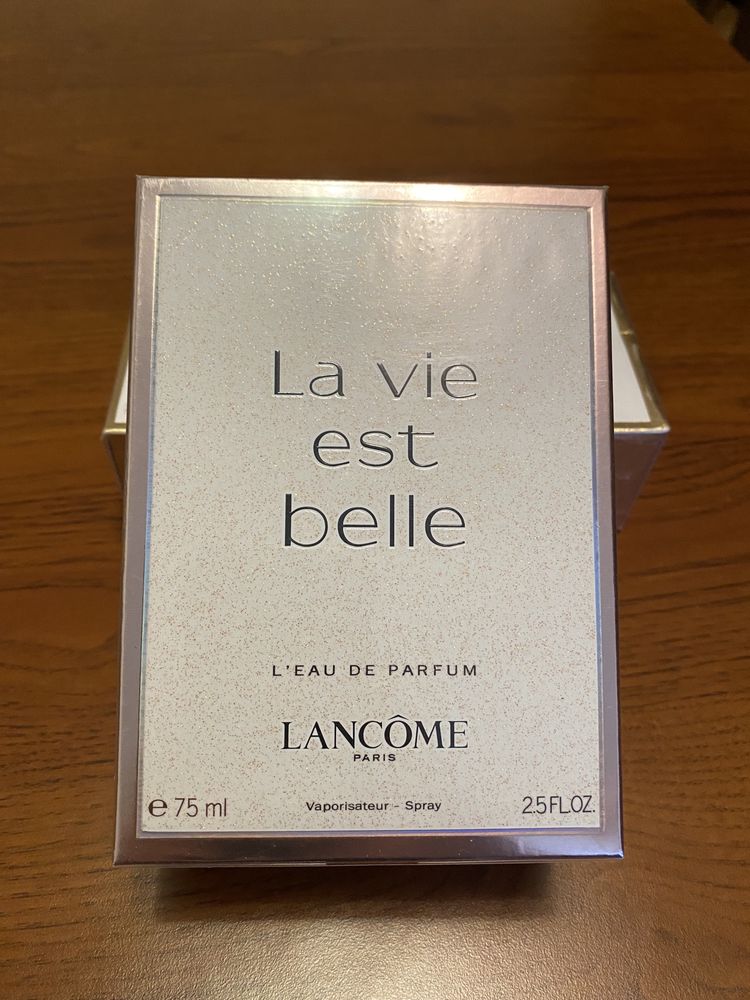 La vie
est
belle
L'EAU DE PARFUM
LANCÔME
PARIS
℮ 75 ml
Vaporisateur - Spray
2.5 FL.OZ.